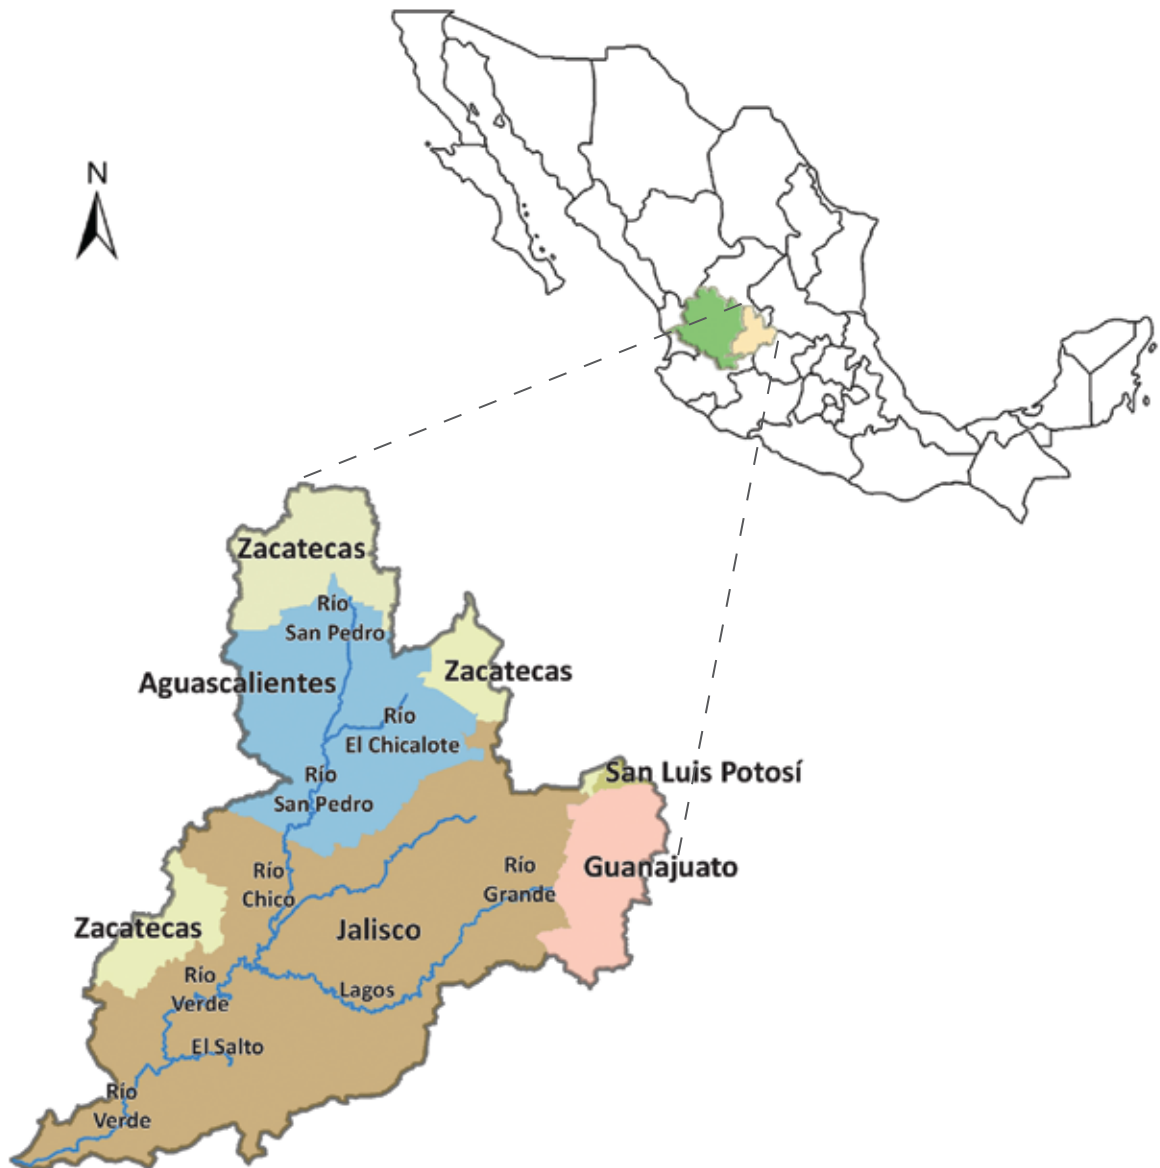 N
Zacatecas
Río
San Pedro
Zacatecas
Aguascalientes
Río
El Chicalote
Río
San Pedro
San Luis Potosí
Guanajuato
Río
Chico
Río
Grande
Zacatecas
Jalisco
Río
Verde
Lagos
El Salto
Río
Verde